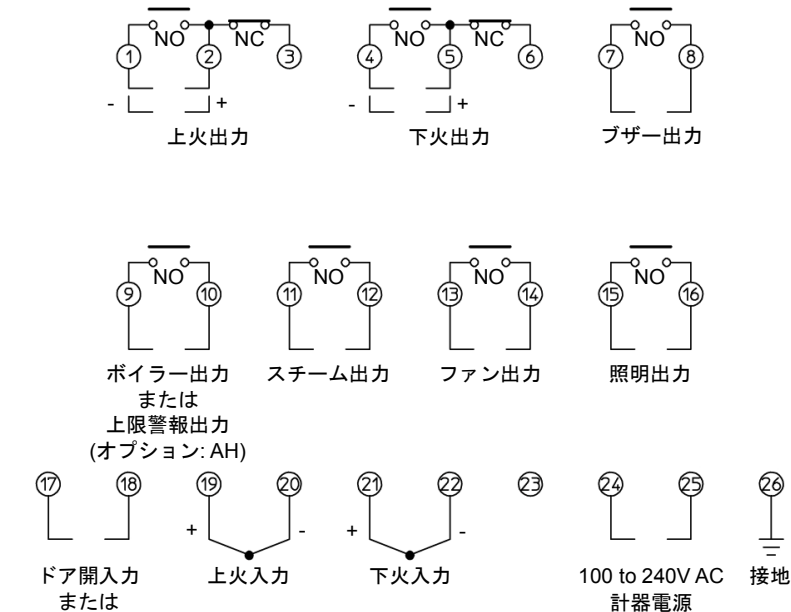 NO NC NO NC NO
1 2 3 4 5 6 7 8
- + - +
上火出力 下火出力 ブザー出力
NO NO NO NO
9 10 11 12 13 14 15 16
ボイラー出力 スチーム出力 ファン出力 照明出力
または
上限警報出力
(オプション: AH)
17 18 19 20 21 22 23 24 25 26
+ - + -
ドア開入力 上火入力 下火入力 100 to 240V AC 接地
または 計器電源